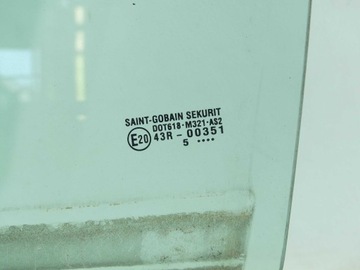 SAINT-GOBAIN SEKURIT
DOT618·M321·AS2
E20 43R - 00351
5 ••••